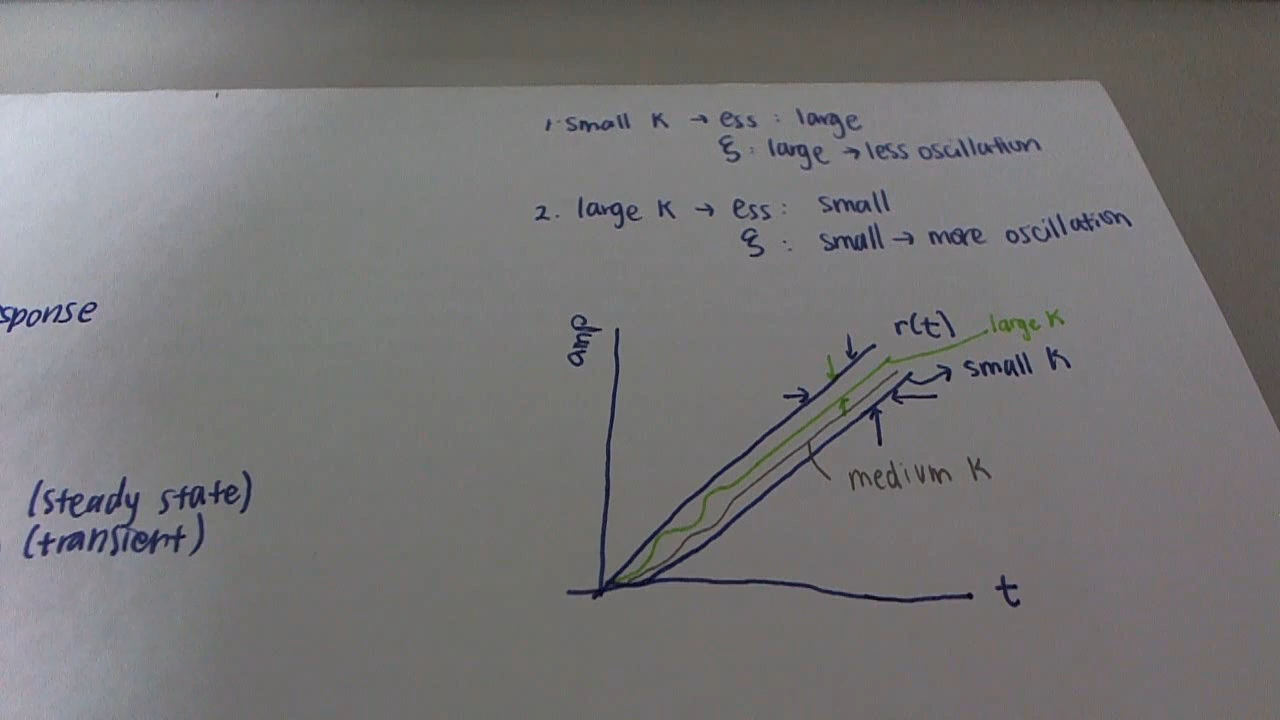 1. small K → ess : large
ξ : large → less oscillation
2. large K → ess : small
ξ : small → more oscillation
sponse
(steady state)
(transient)
amp
r(t)
large K
small K
medium K
t